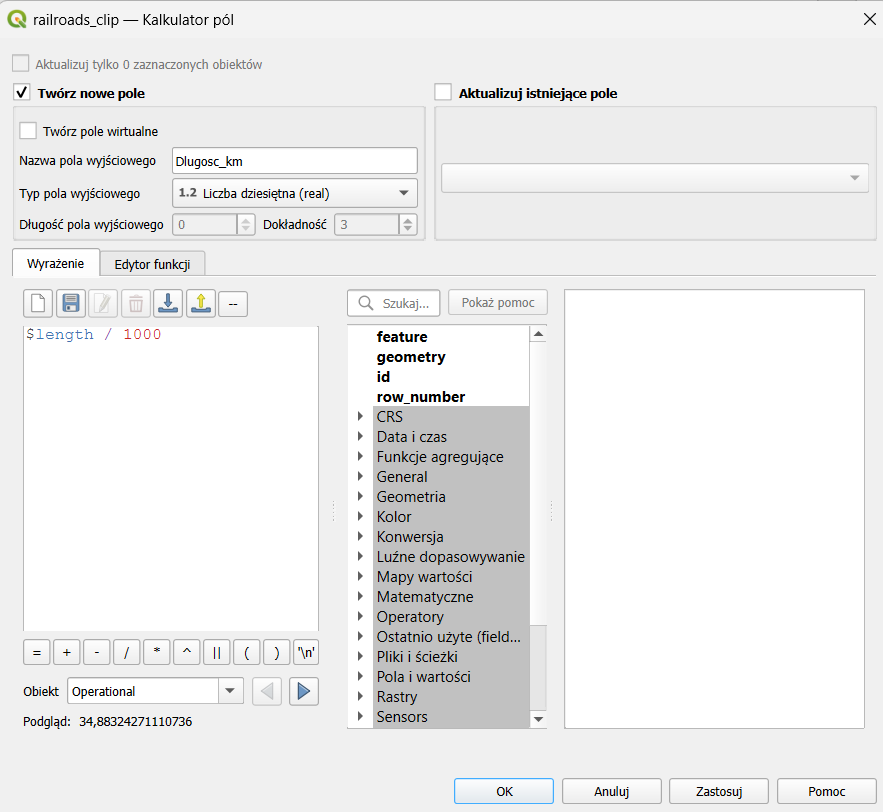 railroads_clip — Kalkulator pól
Aktualizuj tylko 0 zaznaczonych obiektów
Twórz nowe pole
Aktualizuj istniejące pole
Twórz pole wirtualne
Nazwa pola wyjściowego Dlugosc_km
Typ pola wyjściowego 1.2 Liczba dziesiętna (real)
Długość pola wyjściowego 0 Dokładność 3
Wyrażenie Edytor funkcji
--
Szukaj... Pokaż pomoc
$length / 1000
feature
geometry
id
row_number
CRS
Data i czas
Funkcje agregujące
General
Geometria
Kolor
Konwersja
Luźne dopasowywanie
Mapy wartości
Matematyczne
Operatory
Ostatnio użyte (field...
Pliki i ścieżki
Pola i wartości
Rastry
Sensors
= + - / * ^ || ( ) '\n'
Obiekt Operational
Podgląd: 34,88324271110736
OK Anuluj Zastosuj Pomoc